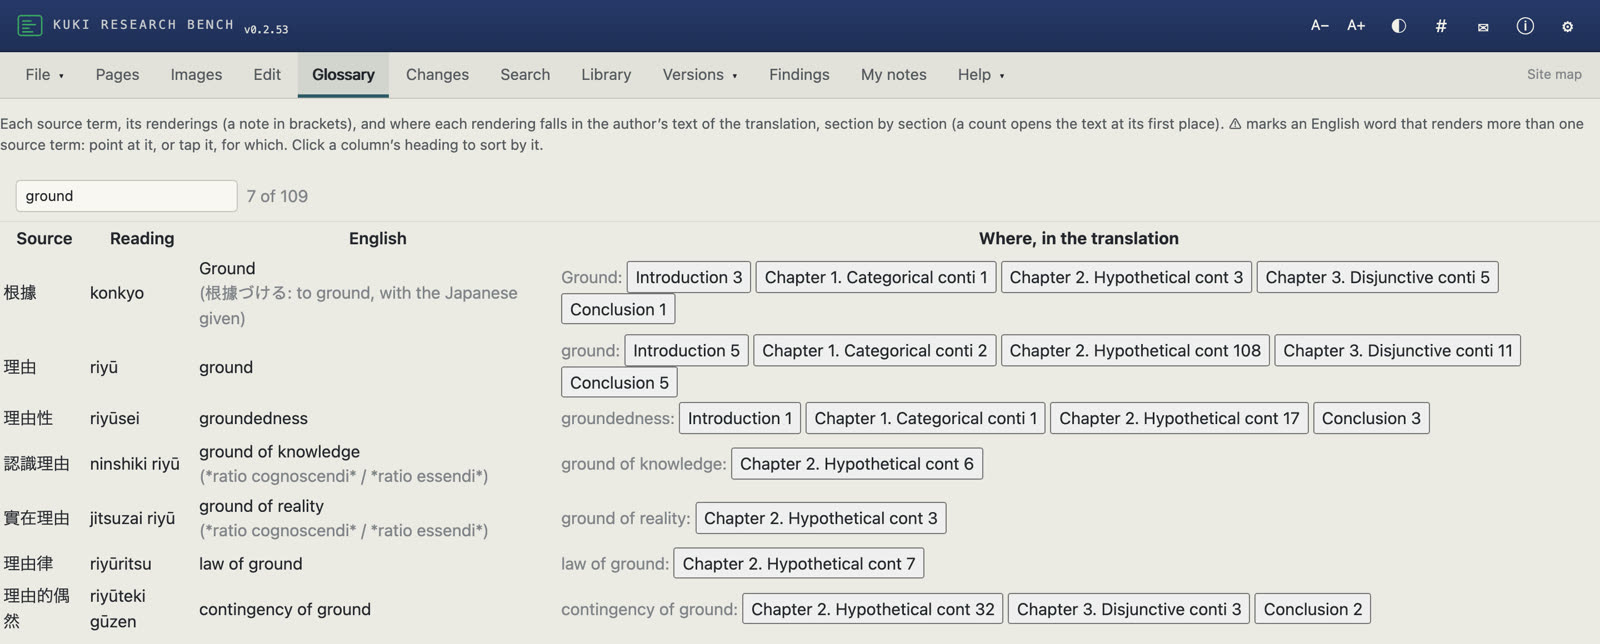 KUKI RESEARCH BENCH v0.2.53 A− A+ # ✉ ⓘ ⚙
File ▾ Pages Images Edit Glossary Changes Search Library Versions ▾ Findings My notes Help ▾ Site map
Each source term, its renderings (a note in brackets), and where each rendering falls in the author’s text of the translation, section by section (a count opens the text at its first place). ⚠ marks an English word that renders more than one
source term: point at it, or tap it, for which. Click a column’s heading to sort by it.
ground 7 of 109
Source Reading English Where, in the translation
根據 konkyo Ground (根據づける: to ground, with the Japanese given) Ground: Introduction 3 Chapter 1. Categorical conti 1 Chapter 2. Hypothetical cont 3 Chapter 3. Disjunctive conti 5
Conclusion 1
理由 riyū ground ground: Introduction 5 Chapter 1. Categorical conti 2 Chapter 2. Hypothetical cont 108 Chapter 3. Disjunctive conti 11
Conclusion 5
理由性 riyūsei groundedness groundedness: Introduction 1 Chapter 1. Categorical conti 1 Chapter 2. Hypothetical cont 17 Conclusion 3
認識理由 ninshiki riyū ground of knowledge (*ratio cognoscendi* / *ratio essendi*) ground of knowledge: Chapter 2. Hypothetical cont 6
實在理由 jitsuzai riyū ground of reality (*ratio cognoscendi* / *ratio essendi*) ground of reality: Chapter 2. Hypothetical cont 3
理由律 riyūritsu law of ground law of ground: Chapter 2. Hypothetical cont 7
理由的偶然 riyūteki gūzen contingency of ground contingency of ground: Chapter 2. Hypothetical cont 32 Chapter 3. Disjunctive conti 3 Conclusion 2